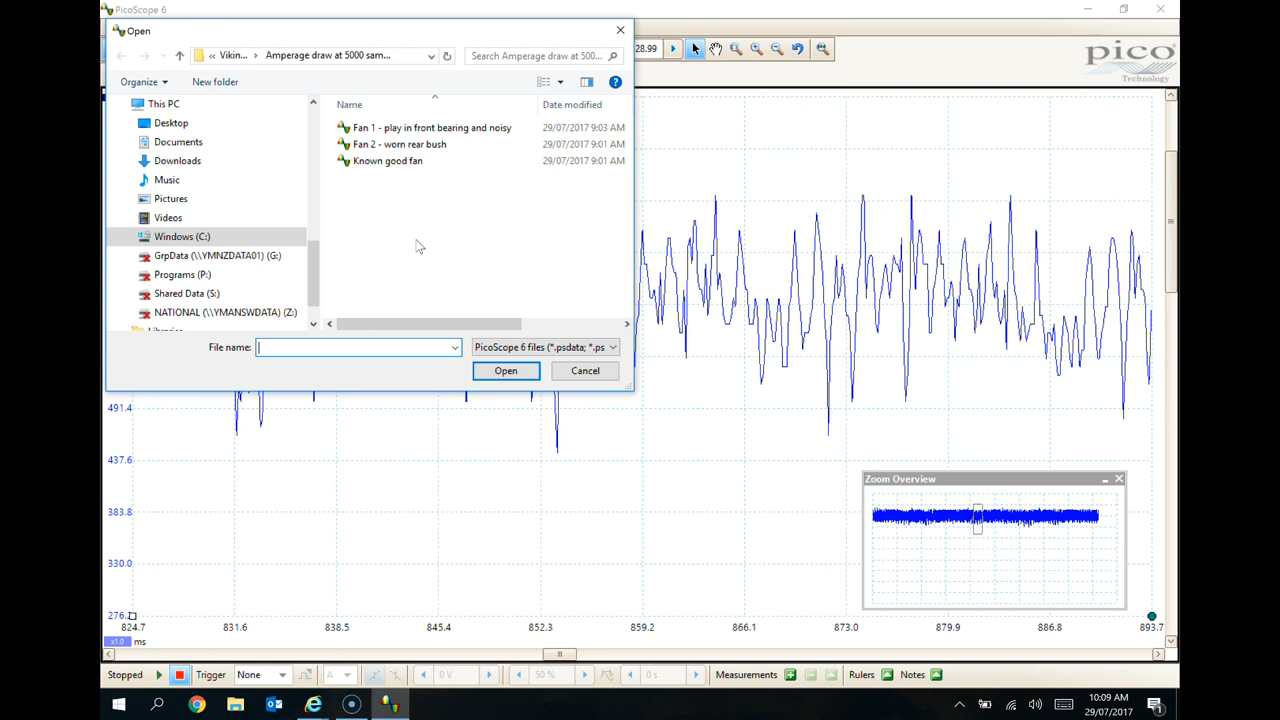 PicoScope 6
Open
« Vikin... › Amperage draw at 5000 sam...
Search Amperage draw at 500...
28.99
pico
Technology
Organize
New folder
This PC
Desktop
Documents
Downloads
Music
Pictures
Videos
Windows (C:)
GrpData (\\YMNZDATA01) (G:)
Programs (P:)
Shared Data (S:)
NATIONAL (\\YMANSWDATA) (Z:)
Libraries
Name
Date modified
Fan 1 - play in front bearing and noisy
29/07/2017 9:03 AM
Fan 2 - worn rear bush
29/07/2017 9:01 AM
Known good fan
29/07/2017 9:01 AM
File name:
PicoScope 6 files (*.psdata; *.ps
Open
Cancel
491.4
437.6
383.8
330.0
276.
Zoom Overview
824.7
831.6
838.5
845.4
852.3
859.2
866.1
873.0
879.9
886.8
893.7
x1.0 ms
Stopped
Trigger
None
A
0 V
50 %
0 s
Measurements
Rulers
Notes
10:09 AM
29/07/2017
1